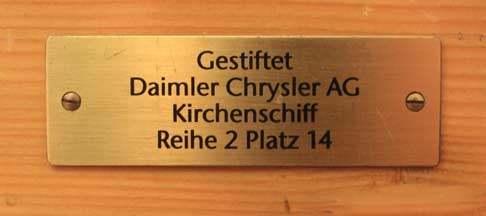 Gestiftet
Daimler Chrysler AG
Kirchenschiff
Reihe 2 Platz 14